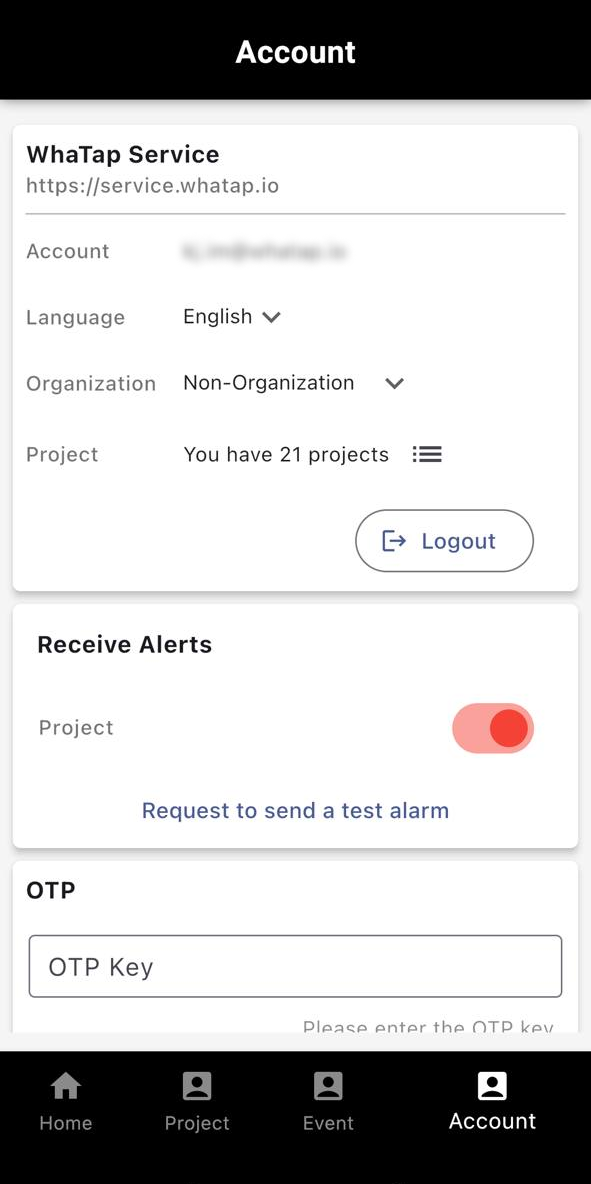 Account
WhaTap Service
https://service.whatap.io
Account
Language English
Organization Non-Organization
Project You have 21 projects
Logout
Receive Alerts
Project
Request to send a test alarm
OTP
OTP Key
Please enter the OTP key
Home Project Event Account